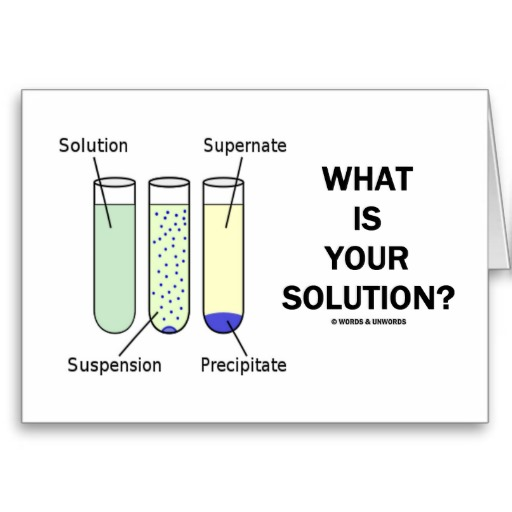 Solution
Supernate
Suspension
Precipitate
WHAT
IS
YOUR
SOLUTION?
© WORDS & UNWORDS